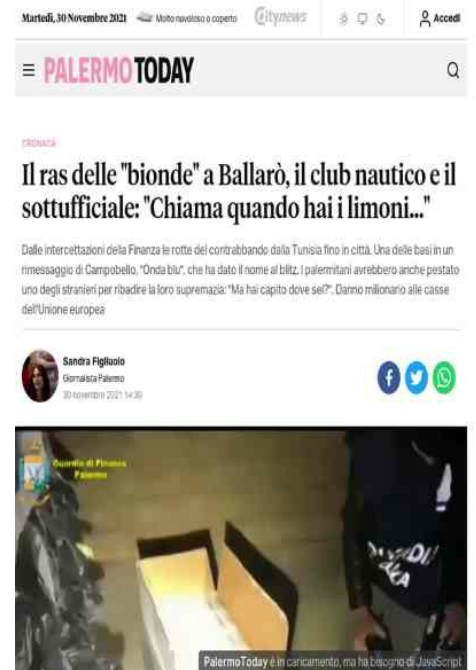 Martedì, 30 Novembre 2021 Molto nuvoloso o coperto Citynews Accedi
PALERMOTODAY
CRONACA
Il ras delle "bionde" a Ballarò, il club nautico e il
sottufficiale: "Chiama quando hai i limoni..."
Dalle intercettazioni della Finanza le rotte del contrabbando dalla Tunisia fino in città. Una delle basi in un
rimessaggio di Campobello, "Onda blu", che ha dato il nome al blitz. I palermitani avrebbero anche pestato
uno degli stranieri per ribadire la loro supremazia: "Ma hai capito dove sei?". Danno milionario alle casse
dell'Unione europea
Sandra Figliuolo
Giornalista Palermo
30 novembre 2021 14:30
Guardia di Finanza
Palermo
PalermoToday è in caricamento, ma ha bisogno di JavaScript